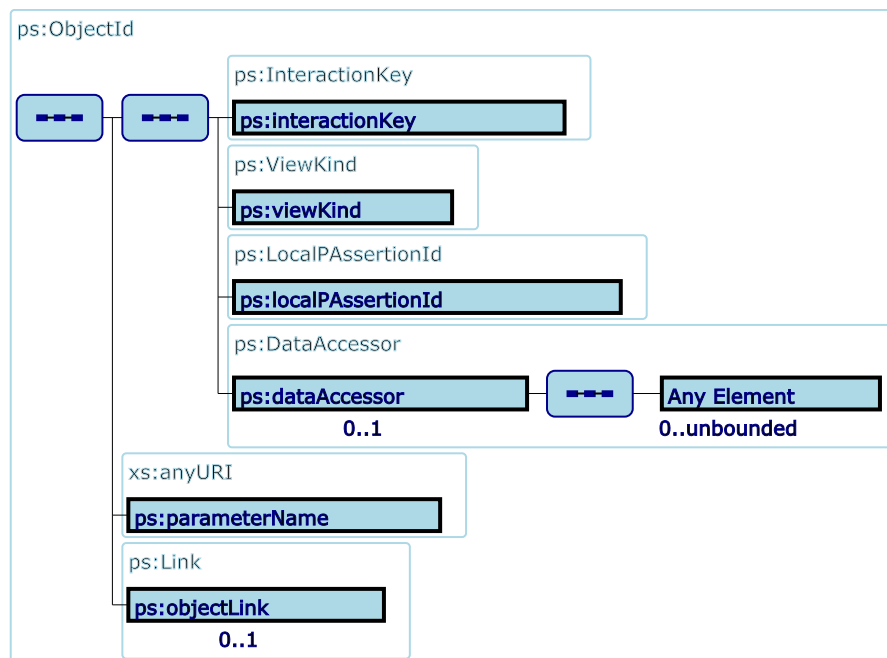 ps:ObjectId
ps:InteractionKey
ps:interactionKey
ps:ViewKind
ps:viewKind
ps:LocalPAssertionId
ps:localPAssertionId
ps:DataAccessor
ps:dataAccessor
Any Element
0..1
0..unbounded
xs:anyURI
ps:parameterName
ps:Link
ps:objectLink
0..1